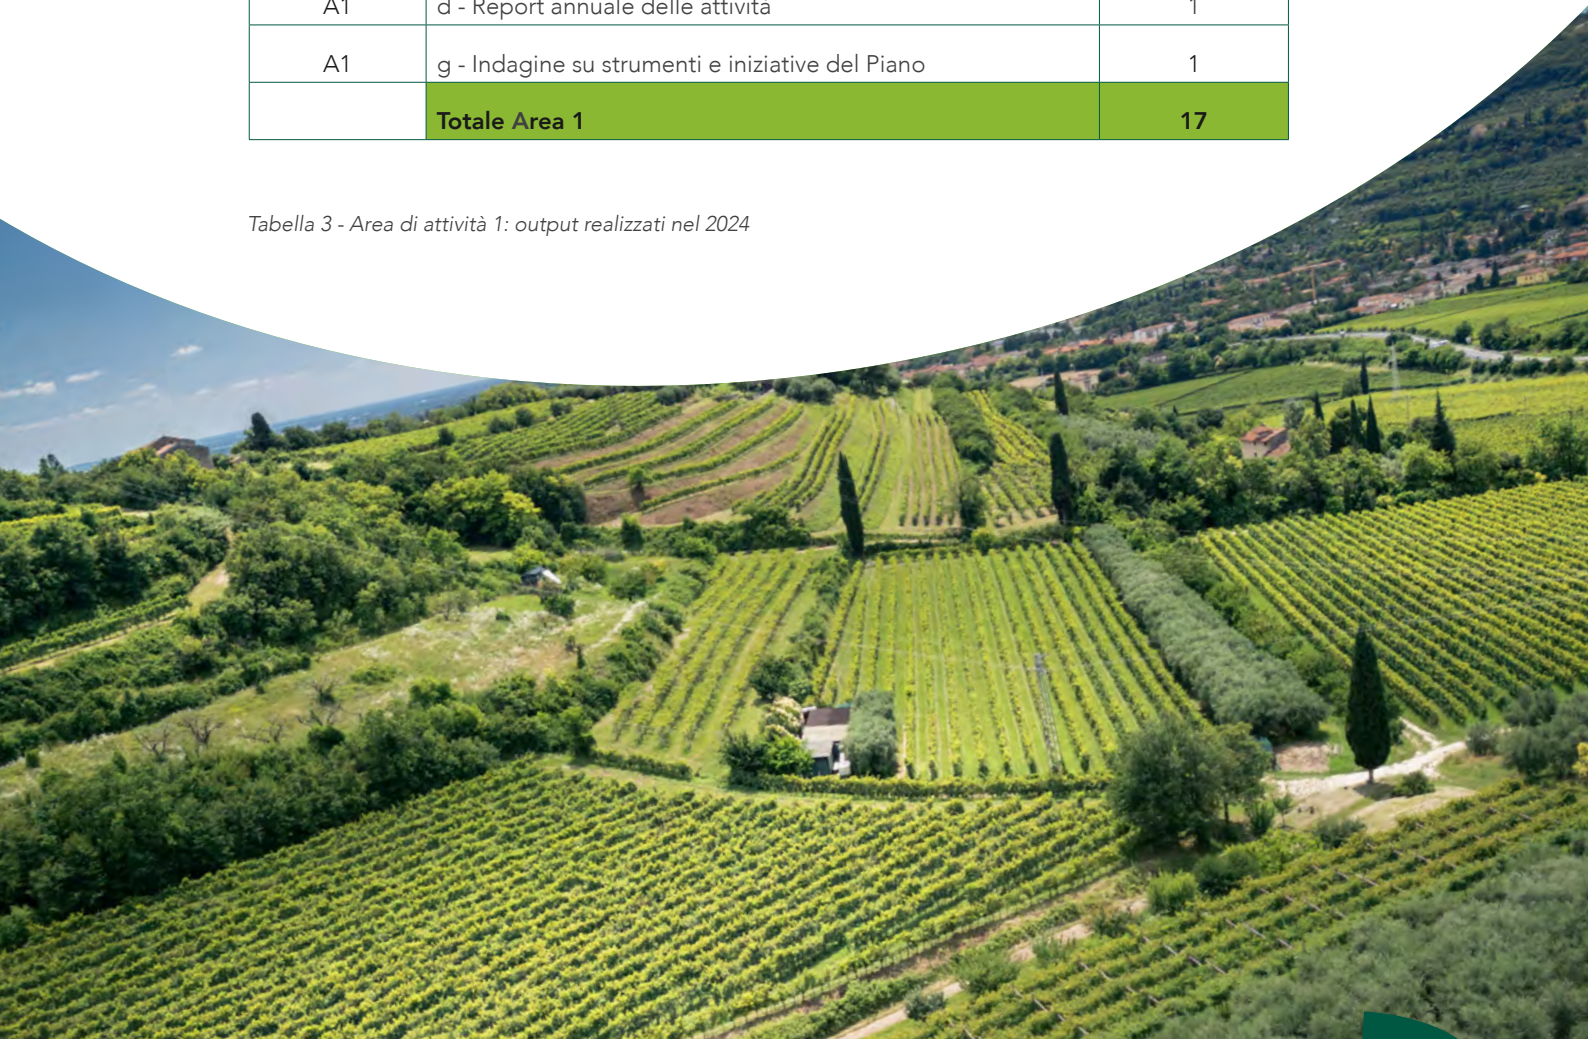 A1 d - Report annuale delle attività 1
A1 g - Indagine su strumenti e iniziative del Piano 1
Totale Area 1 17
Tabella 3 - Area di attività 1: output realizzati nel 2024